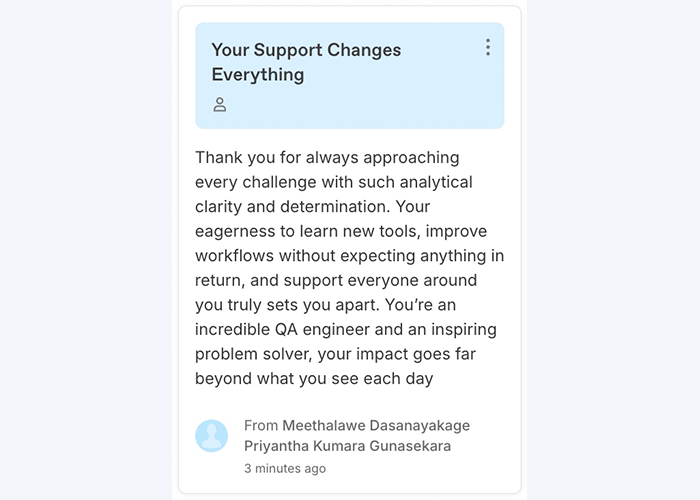 Your Support Changes
Everything
Thank you for always approaching
every challenge with such analytical
clarity and determination. Your
eagerness to learn new tools, improve
workflows without expecting anything in
return, and support everyone around
you truly sets you apart. You’re an
incredible QA engineer and an inspiring
problem solver, your impact goes far
beyond what you see each day
From Meethalawe Dasanayakage
Priyantha Kumara Gunasekara
3 minutes ago